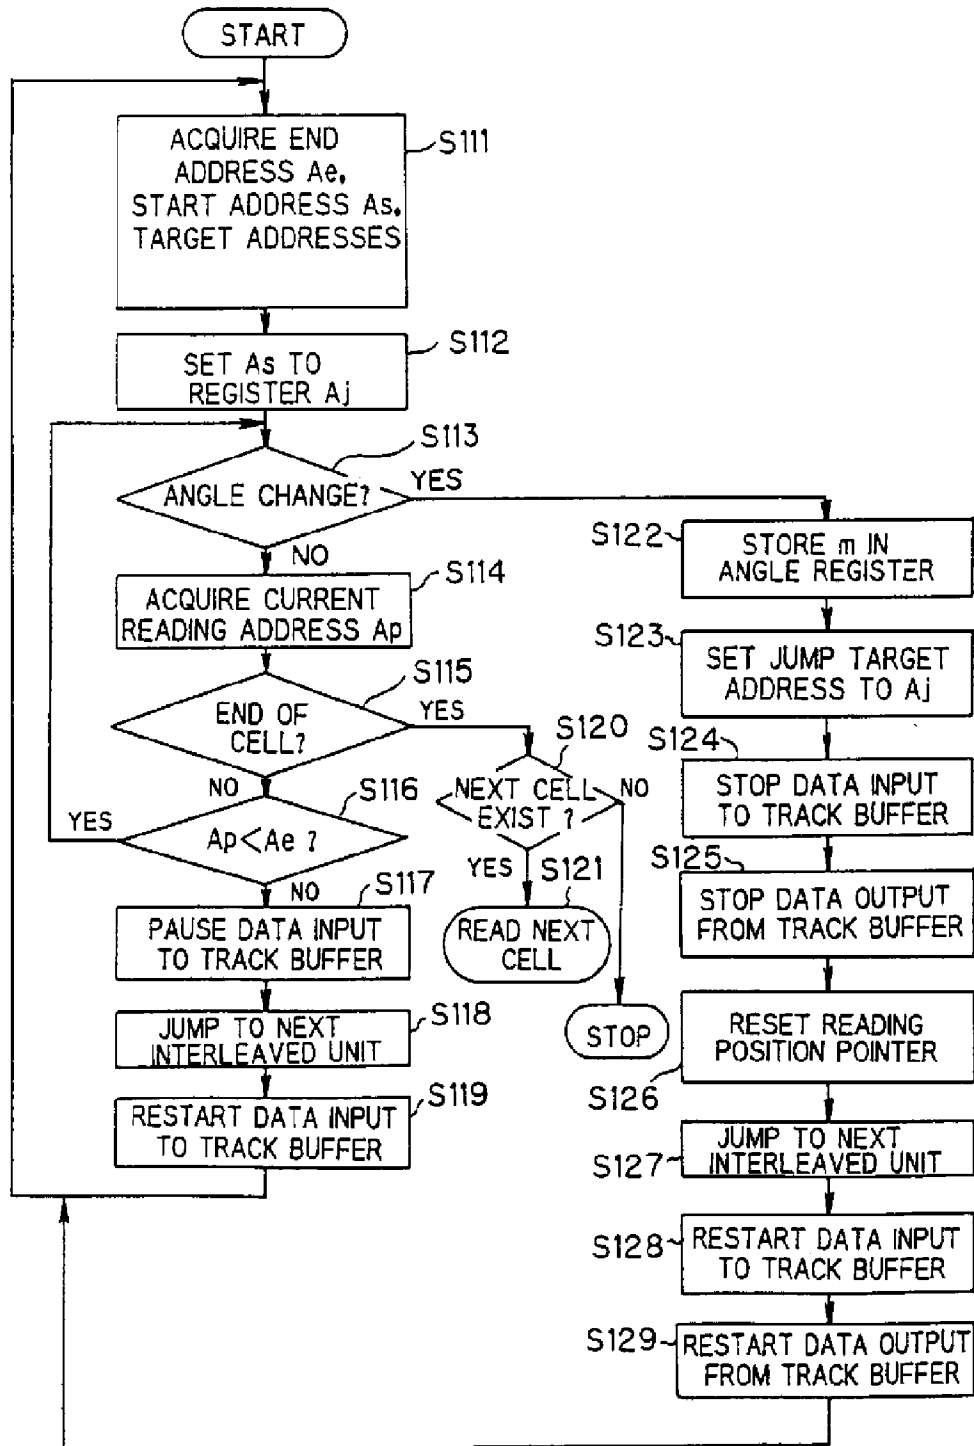 START
ACQUIRE END
ADDRESS Ae,
START ADDRESS As,
TARGET ADDRESSES
S111
SET As TO
REGISTER Aj
S112
ANGLE CHANGE?
S113
YES
NO
ACQUIRE CURRENT
READING ADDRESS Ap
S114
END OF
CELL?
S115
YES
NO
Ap<Ae ?
S116
YES
NO
PAUSE DATA INPUT
TO TRACK BUFFER
S117
JUMP TO NEXT
INTERLEAVED UNIT
S118
RESTART DATA INPUT
TO TRACK BUFFER
S119
NEXT CELL
EXIST ?
S120
NO
YES
READ NEXT
CELL
S121
STOP
S122
STORE m IN
ANGLE REGISTER
S123
SET JUMP TARGET
ADDRESS TO Aj
S124
STOP DATA INPUT
TO TRACK BUFFER
S125
STOP DATA OUTPUT
FROM TRACK BUFFER
RESET READING
POSITION POINTER
S126
JUMP TO NEXT
INTERLEAVED UNIT
S127
S128
RESTART DATA INPUT
TO TRACK BUFFER
S129
RESTART DATA OUTPUT
FROM TRACK BUFFER